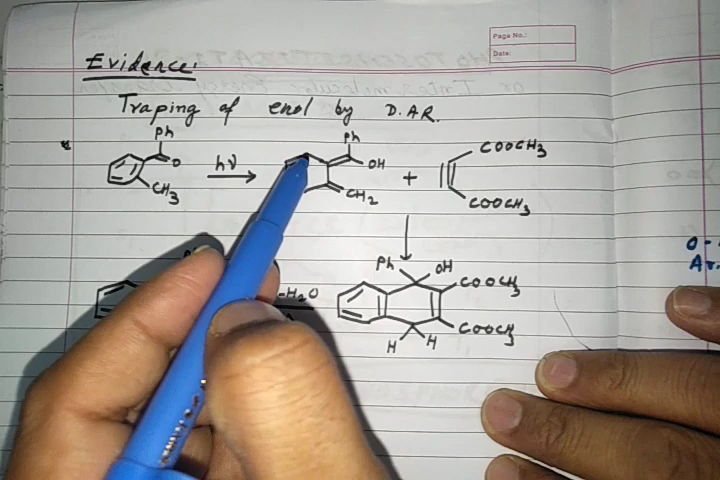 Page No.:
Date:
Evidence:
Traping of enol by D.AR.
Ph
O
CH3
hν
Ph
OH
CH2
+
COOCH3
COOCH3
Ph
OH
COOCH3
COOCH3
H
H
-H2O